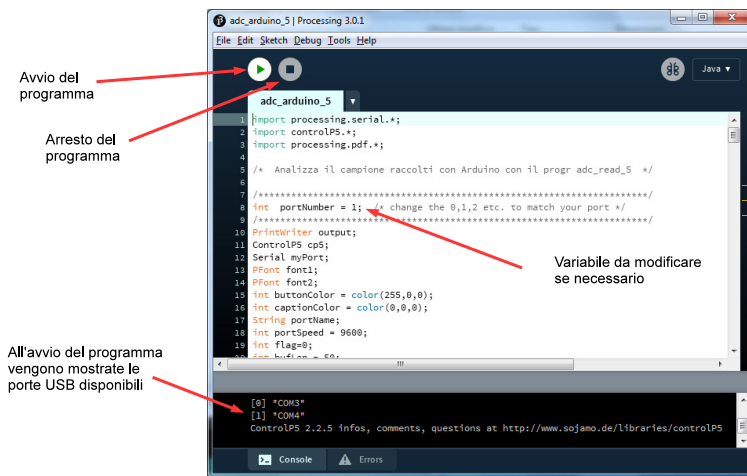 adc_arduino_5 | Processing 3.0.1
File Edit Sketch Debug Tools Help
Java ▾
Avvio del
programma
Arresto del
programma
adc_arduino_5
1 import processing.serial.*;
2 import controlP5.*;
3 import processing.pdf.*;
4
5 /* Analizza il campione raccolti con Arduino con il progr adc_read_5 */
6
7 /*****************************************************************/
8 int portNumber = 1; /* change the 0,1,2 etc. to match your port */
9 /*****************************************************************/
10 PrintWriter output;
11 ControlP5 cp5;
12 Serial myPort;
13 PFont font1;
14 PFont font2;
15 int buttonColor = color(255,0,0);
16 int captionColor = color(0,0,0);
17 String portName;
18 int portSpeed = 9600;
19 int flag=0;
20 int bufLen = 50;
Variabile da modificare
se necessario
All'avvio del programma
vengono mostrate le
porte USB disponibili
[0] "COM3"
[1] "COM4"
ControlP5 2.2.5 infos, comments, questions at http://www.sojamo.de/libraries/controlP5
Console
Errors